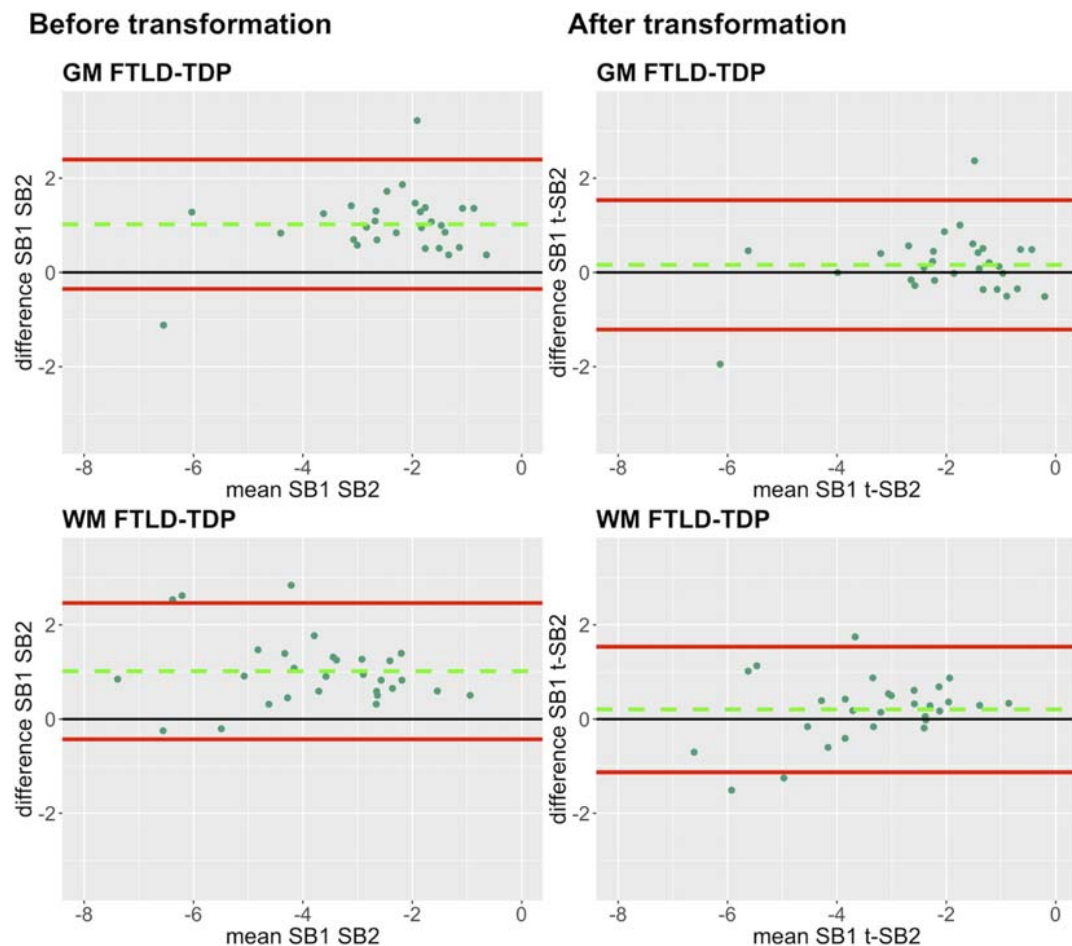 Before transformation
After transformation
GM FTLD-TDP
GM FTLD-TDP
difference SB1 SB2
2
0
-2
-8 -6 -4 -2 0
mean SB1 SB2
difference SB1 t-SB2
2
0
-2
-8 -6 -4 -2 0
mean SB1 t-SB2
WM FTLD-TDP
WM FTLD-TDP
difference SB1 SB2
2
0
-2
-8 -6 -4 -2 0
mean SB1 SB2
difference SB1 t-SB2
2
0
-2
-8 -6 -4 -2 0
mean SB1 t-SB2